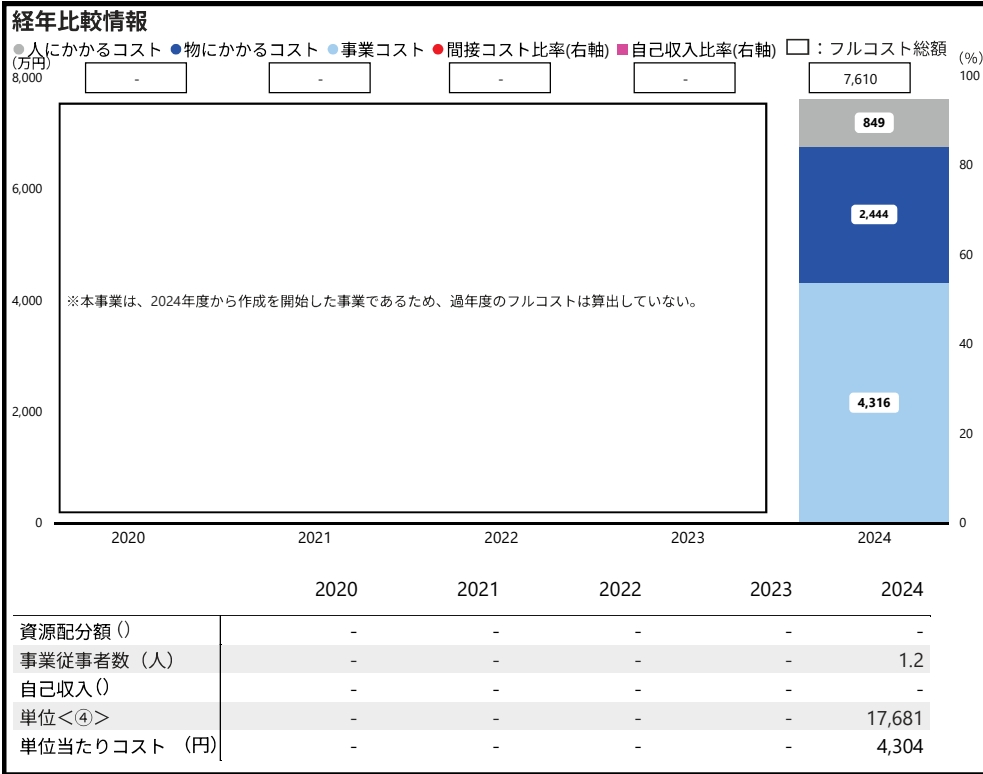 経年比較情報
●人にかかるコスト ●物にかかるコスト ●事業コスト ●間接コスト比率(右軸) ■自己収入比率(右軸) □：フルコスト総額
(万円) (%)
- - - - 7,610
8,000 100
849
80
6,000
2,444
60
4,000 ※本事業は、2024年度から作成を開始した事業であるため、過年度のフルコストは算出していない。
40
4,316
2,000
20
0 0
2020 2021 2022 2023 2024
2020 2021 2022 2023 2024
資源配分額() - - - - -
事業従事者数（人） - - - - 1.2
自己収入() - - - - -
単位＜④＞ - - - - 17,681
単位当たりコスト （円） - - - - 4,304